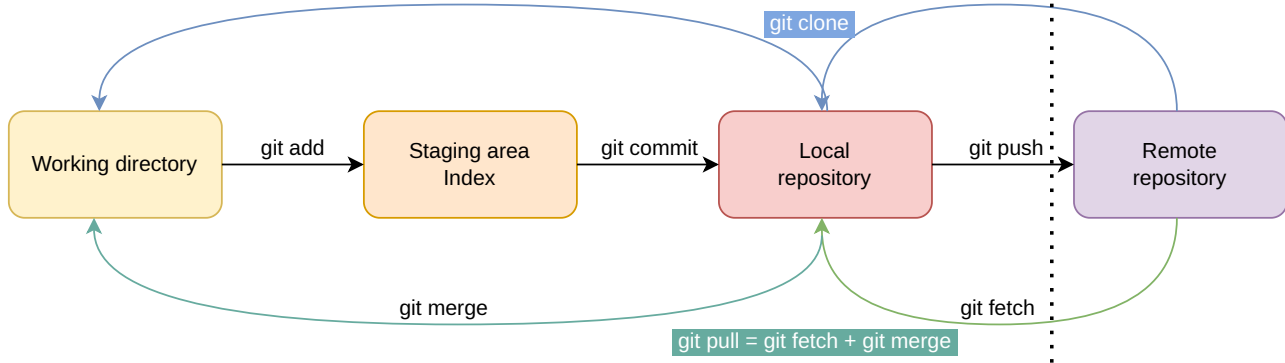 git clone
Working directory
git add
Staging area
Index
git commit
Local
repository
git push
Remote
repository
git merge
git fetch
git pull = git fetch + git merge